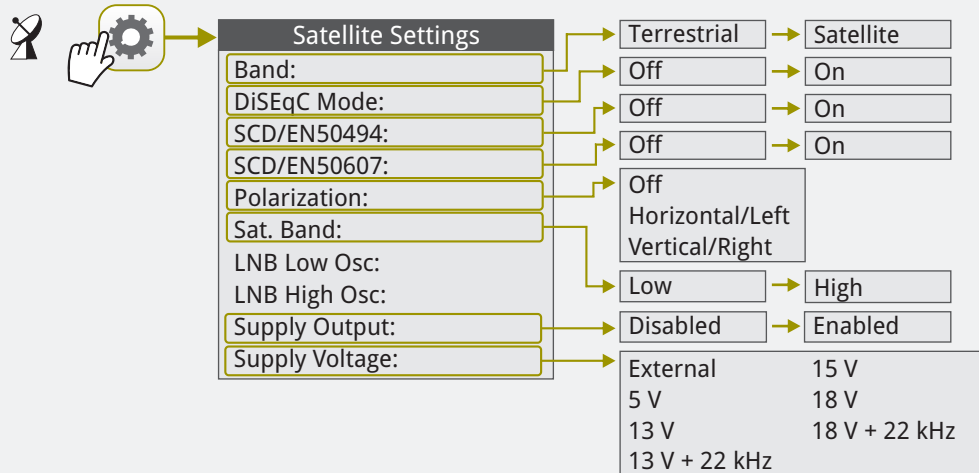 Satellite Settings
Band:
DiSEqC Mode:
SCD/EN50494:
SCD/EN50607:
Polarization:
Sat. Band:
LNB Low Osc:
LNB High Osc:
Supply Output:
Supply Voltage:
Terrestrial Satellite
Off On
Off On
Off On
Off
Horizontal/Left
Vertical/Right
Low High
Disabled Enabled
External 15 V
5 V 18 V
13 V 18 V + 22 kHz
13 V + 22 kHz